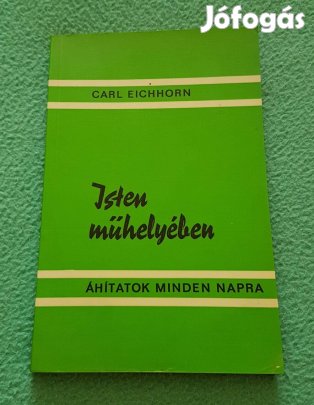 Jófogás
CARL EICHHORN
Isten
műhelyében
ÁHÍTATOK MINDEN NAPRA